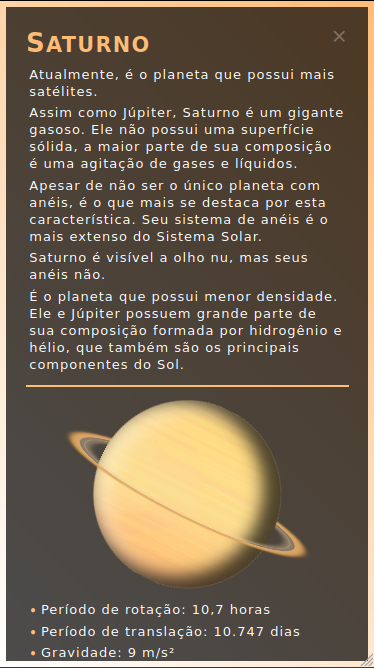 SATURNO
Atualmente, é o planeta que possui mais
satélites.
Assim como Júpiter, Saturno é um gigante
gasoso. Ele não possui uma superfície
sólida, a maior parte de sua composição
é uma agitação de gases e líquidos.
Apesar de não ser o único planeta com
anéis, é o que mais se destaca por esta
característica. Seu sistema de anéis é o
mais extenso do Sistema Solar.
Saturno é visível a olho nu, mas seus
anéis não.
É o planeta que possui menor densidade.
Ele e Júpiter possuem grande parte de
sua composição formada por hidrogênio e
hélio, que também são os principais
componentes do Sol.
• Período de rotação: 10,7 horas
• Período de translação: 10.747 dias
• Gravidade: 9 m/s²